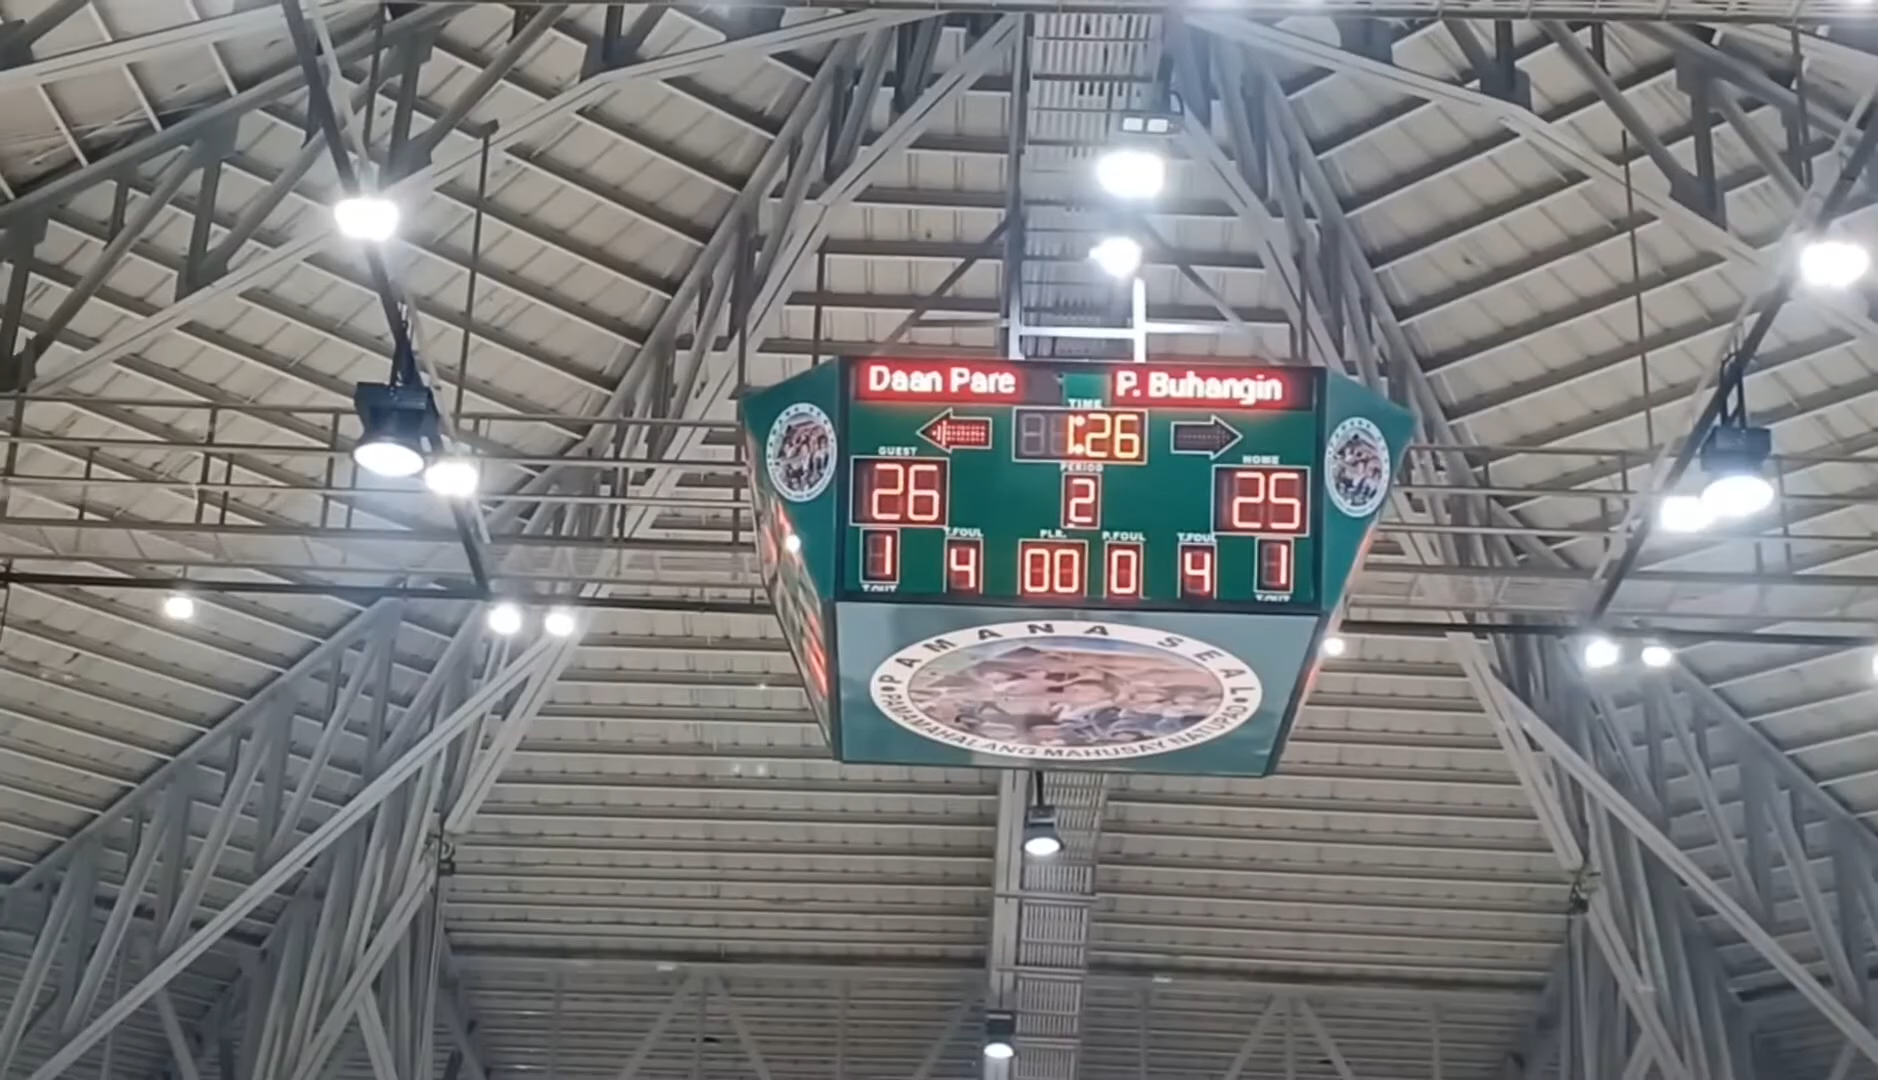 Daan Pare P. Buhangin
TIME
1:26
GUEST PERIOD HOME
26 2 25
T.FOUL PLR. P.FOUL T.FOUL
1 4 00 0 4 1
T.OUT T.OUT
PAMANA SEAL
PAMAMAHALANG MAHUSAY NATUPAD